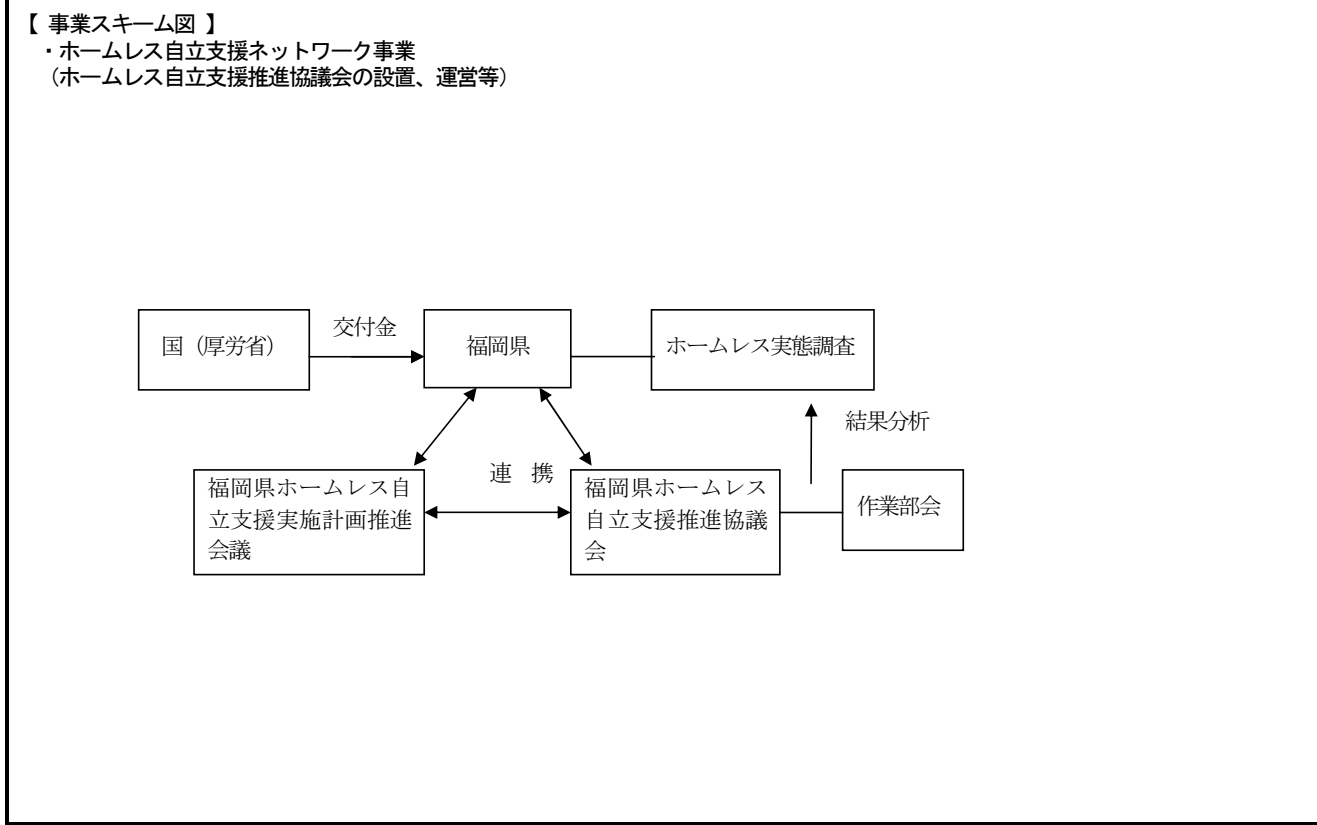 【 事業スキーム図 】
・ホームレス自立支援ネットワーク事業
（ホームレス自立支援推進協議会の設置、運営等）
国（厚労省）
交付金
福岡県
ホームレス実態調査
結果分析
福岡県ホームレス自
立支援実施計画推進
会議
連　携
福岡県ホームレス
自立支援推進協議
会
作業部会